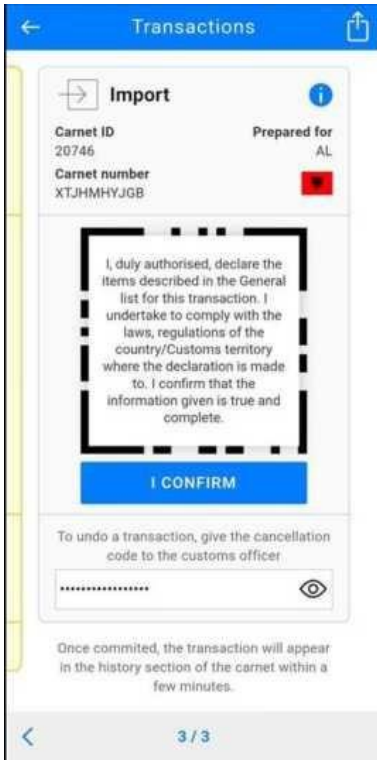 Transactions
Import
Carnet ID
Prepared for
20746
AL
Carnet number
XTJHMHYJGB
I, duly authorised, declare the
items described in the General
list for this transaction. I
undertake to comply with the
laws, regulations of the
country/Customs territory
where the declaration is made
to. I confirm that the
information given is true and
complete.
I CONFIRM
To undo a transaction, give the cancellation
code to the customs officer
Once commited, the transaction will appear
in the history section of the carnet within a
few minutes.
3 / 3